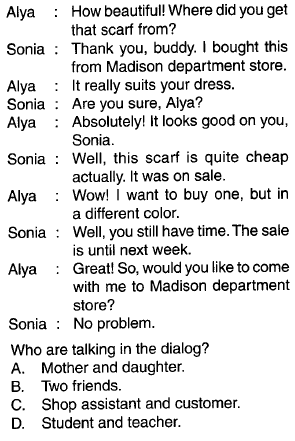 Alya : How beautiful! Where did you get
that scarf from?
Sonia : Thank you, buddy. I bought this
from Madison department store.
Alya : It really suits your dress.
Sonia : Are you sure, Alya?
Alya : Absolutely! It looks good on you,
Sonia.
Sonia : Well, this scarf is quite cheap
actually. It was on sale.
Alya : Wow! I want to buy one, but in
a different color.
Sonia : Well, you still have time. The sale
is until next week.
Alya : Great! So, would you like to come
with me to Madison department
store?
Sonia : No problem.
Who are talking in the dialog?
A. Mother and daughter.
B. Two friends.
C. Shop assistant and customer.
D. Student and teacher.